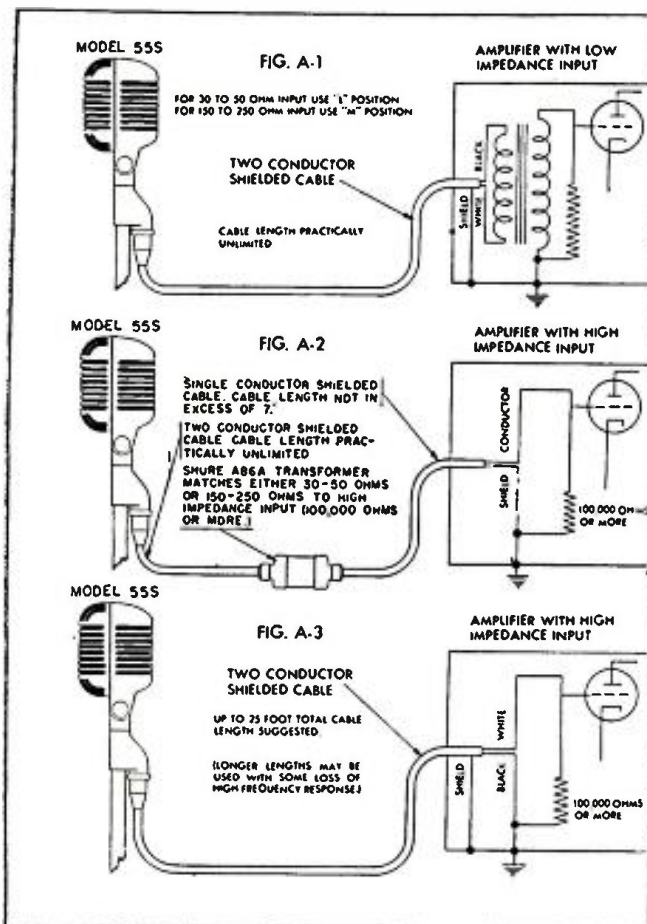 MODEL 55S
FIG. A-1
AMPLIFIER WITH LOW
IMPEDANCE INPUT
FOR 30 TO 50 OHM INPUT USE "L" POSITION
FOR 150 TO 250 OHM INPUT USE "M" POSITION
TWO CONDUCTOR
SHIELDED CABLE
CABLE LENGTH PRACTICALLY
UNLIMITED
BLACK
WHITE
SHIELD
MODEL 55S
FIG. A-2
AMPLIFIER WITH HIGH
IMPEDANCE INPUT
SINGLE CONDUCTOR SHIELDED
CABLE. CABLE LENGTH NOT IN
EXCESS OF 7.'
TWO CONDUCTOR SHIELDED
CABLE CABLE LENGTH PRAC-
TICALLY UNLIMITED
SHURE A86A TRANSFORMER
MATCHES EITHER 30-50 OHMS
OR 150-250 OHMS TO HIGH
IMPEDANCE INPUT (100,000 OHMS
OR MORE.)
CONDUCTOR
SHIELD
100,000 OHMS
OR MORE
MODEL 55S
FIG. A-3
AMPLIFIER WITH HIGH
IMPEDANCE INPUT
TWO CONDUCTOR
SHIELDED CABLE
UP TO 25 FOOT TOTAL CABLE
LENGTH SUGGESTED
(LONGER LENGTHS MAY BE
USED WITH SOME LOSS OF
HIGH FREQUENCY RESPONSE.)
WHITE
BLACK
SHIELD
100,000 OHMS
OR MORE